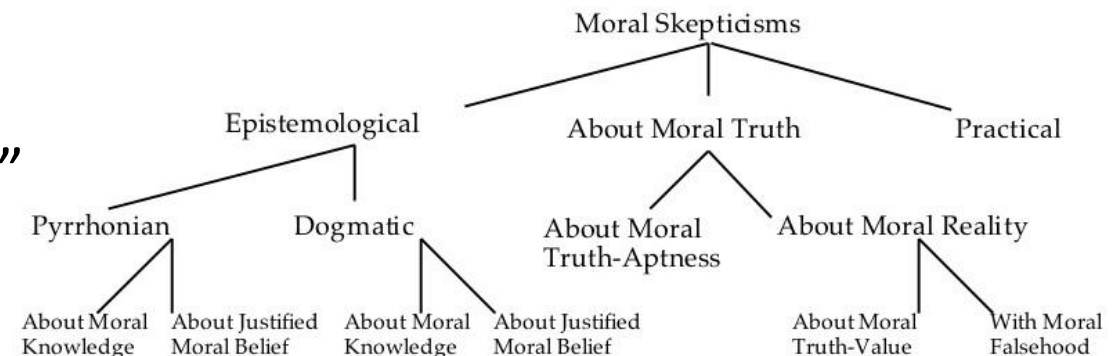 Moral Skepticisms
Epistemological
About Moral Truth
Practical
”
Pyrrhonian
Dogmatic
About Moral
Truth-Aptness
About Moral Reality
About Moral
Knowledge
About Justified
Moral Belief
About Moral
Knowledge
About Justified
Moral Belief
About Moral
Truth-Value
With Moral
Falsehood